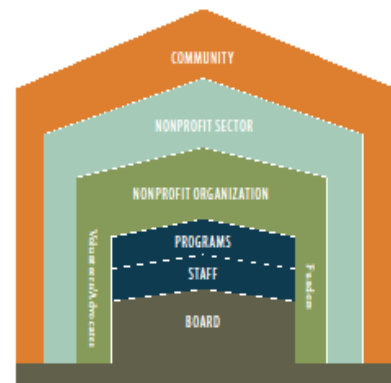 COMMUNITY
NONPROFIT SECTOR
NONPROFIT ORGANIZATION
PROGRAMS
STAFF
BOARD
Volunteers/Advocates
Funders